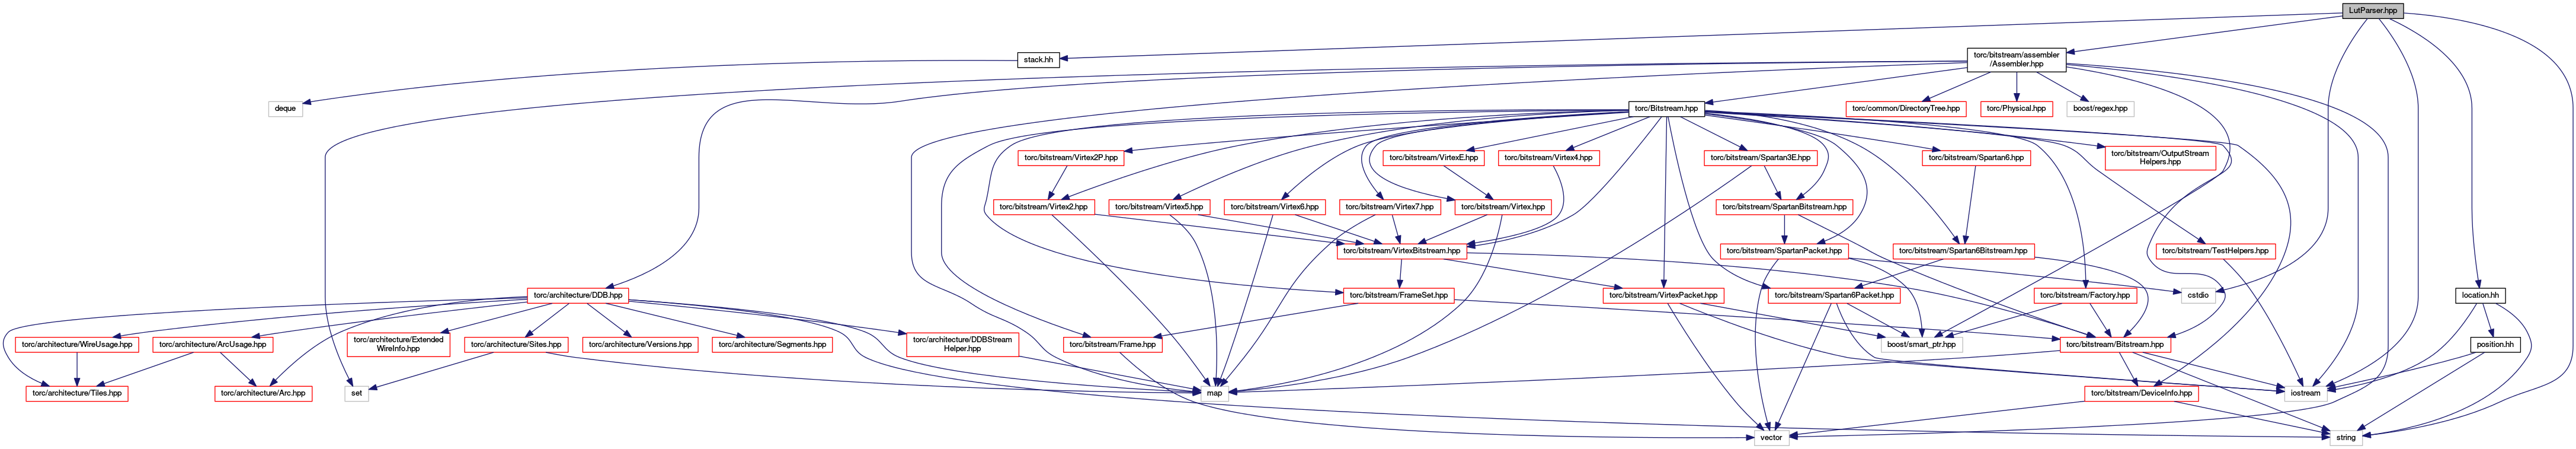 LutParser.hpp
stack.hh
torc/bitstream/assembler
/Assembler.hpp
deque
torc/Bitstream.hpp
torc/common/DirectoryTree.hpp
torc/Physical.hpp
boost/regex.hpp
torc/bitstream/Virtex2P.hpp
torc/bitstream/VirtexE.hpp
torc/bitstream/Virtex4.hpp
torc/bitstream/Spartan3E.hpp
torc/bitstream/Spartan6.hpp
torc/bitstream/OutputStream
Helpers.hpp
torc/bitstream/Virtex2.hpp
torc/bitstream/Virtex5.hpp
torc/bitstream/Virtex6.hpp
torc/bitstream/Virtex7.hpp
torc/bitstream/Virtex.hpp
torc/bitstream/SpartanBitstream.hpp
torc/bitstream/VirtexBitstream.hpp
torc/bitstream/SpartanPacket.hpp
torc/bitstream/Spartan6Bitstream.hpp
torc/bitstream/TestHelpers.hpp
torc/architecture/DDB.hpp
torc/bitstream/FrameSet.hpp
torc/bitstream/VirtexPacket.hpp
torc/bitstream/Spartan6Packet.hpp
torc/bitstream/Factory.hpp
cstdio
location.hh
torc/architecture/WireUsage.hpp
torc/architecture/ArcUsage.hpp
torc/architecture/Extended
WireInfo.hpp
torc/architecture/Sites.hpp
torc/architecture/Versions.hpp
torc/architecture/Segments.hpp
torc/architecture/DDBStream
Helper.hpp
torc/bitstream/Frame.hpp
boost/smart_ptr.hpp
torc/bitstream/Bitstream.hpp
position.hh
torc/architecture/Tiles.hpp
torc/architecture/Arc.hpp
set
map
torc/bitstream/DeviceInfo.hpp
iostream
vector
string